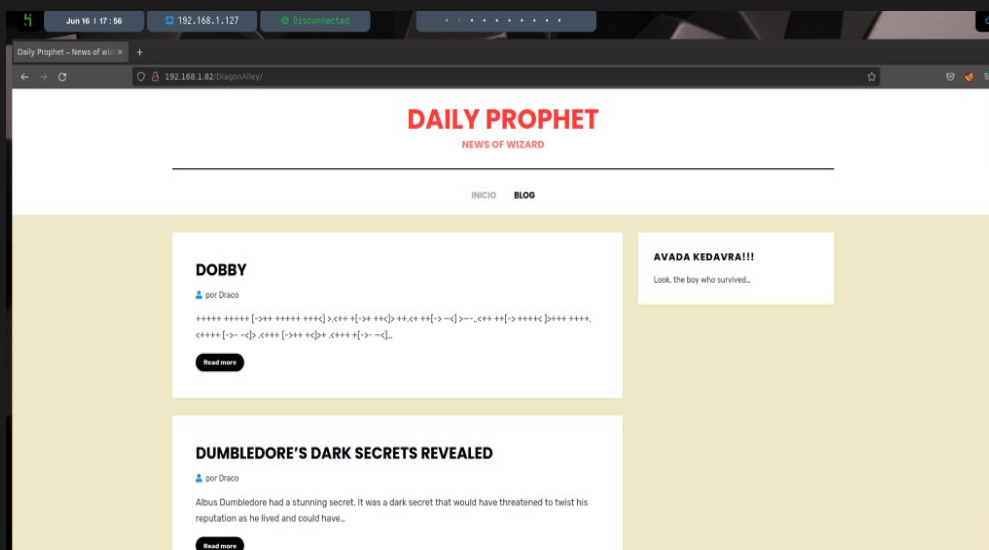 Jun 16 | 17:56
192.168.1.127
Disconnected
Daily Prophet – News of wiz
192.168.1.82/DiagonAlley/
DAILY PROPHET
NEWS OF WIZARD
INICIO BLOG
DOBBY
por Draco
+++++ +++++ [->++ +++++ +++<] >.<++ +[->+ ++<]> ++.<+ ++[-> —<] >—-..<++ ++[-> ++++< ]>+++ ++++.
<++++ [->-- -<]> .<+++ [->++ +<]>+ .<+++ +[->- —<]…
Read more
AVADA KEDAVRA!!!
Look, the boy who survived…
DUMBLEDORE’S DARK SECRETS REVEALED
por Draco
Albus Dumbledore had a stunning secret. It was a dark secret that would have threatened to twist his
reputation as he lived and could have…
Read more